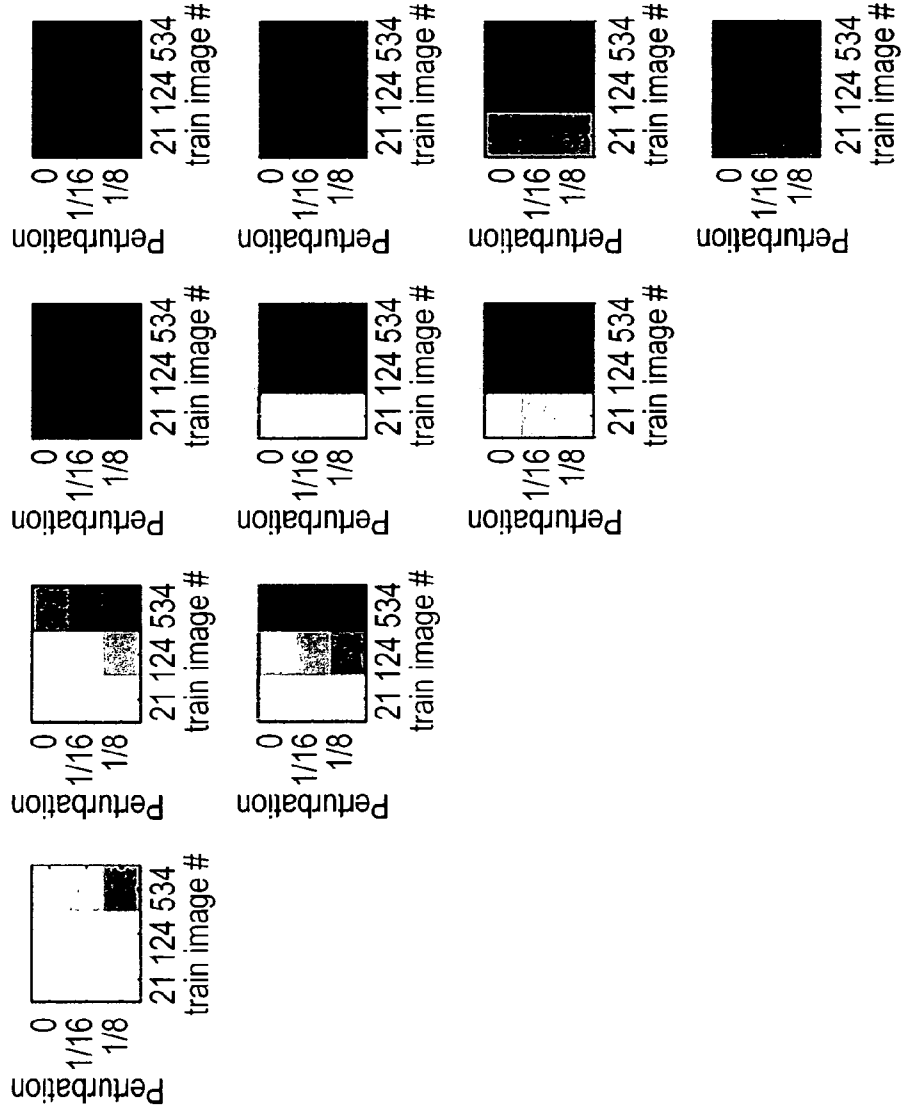 Perturbation
0
1/16
1/8
21 124 534
train image #
Perturbation
0
1/16
1/8
21 124 534
train image #
Perturbation
0
1/16
1/8
21 124 534
train image #
Perturbation
0
1/16
1/8
21 124 534
train image #
Perturbation
0
1/16
1/8
21 124 534
train image #
Perturbation
0
1/16
1/8
21 124 534
train image #
Perturbation
0
1/16
1/8
21 124 534
train image #
Perturbation
0
1/16
1/8
21 124 534
train image #
Perturbation
0
1/16
1/8
21 124 534
train image #
Perturbation
0
1/16
1/8
21 124 534
train image #